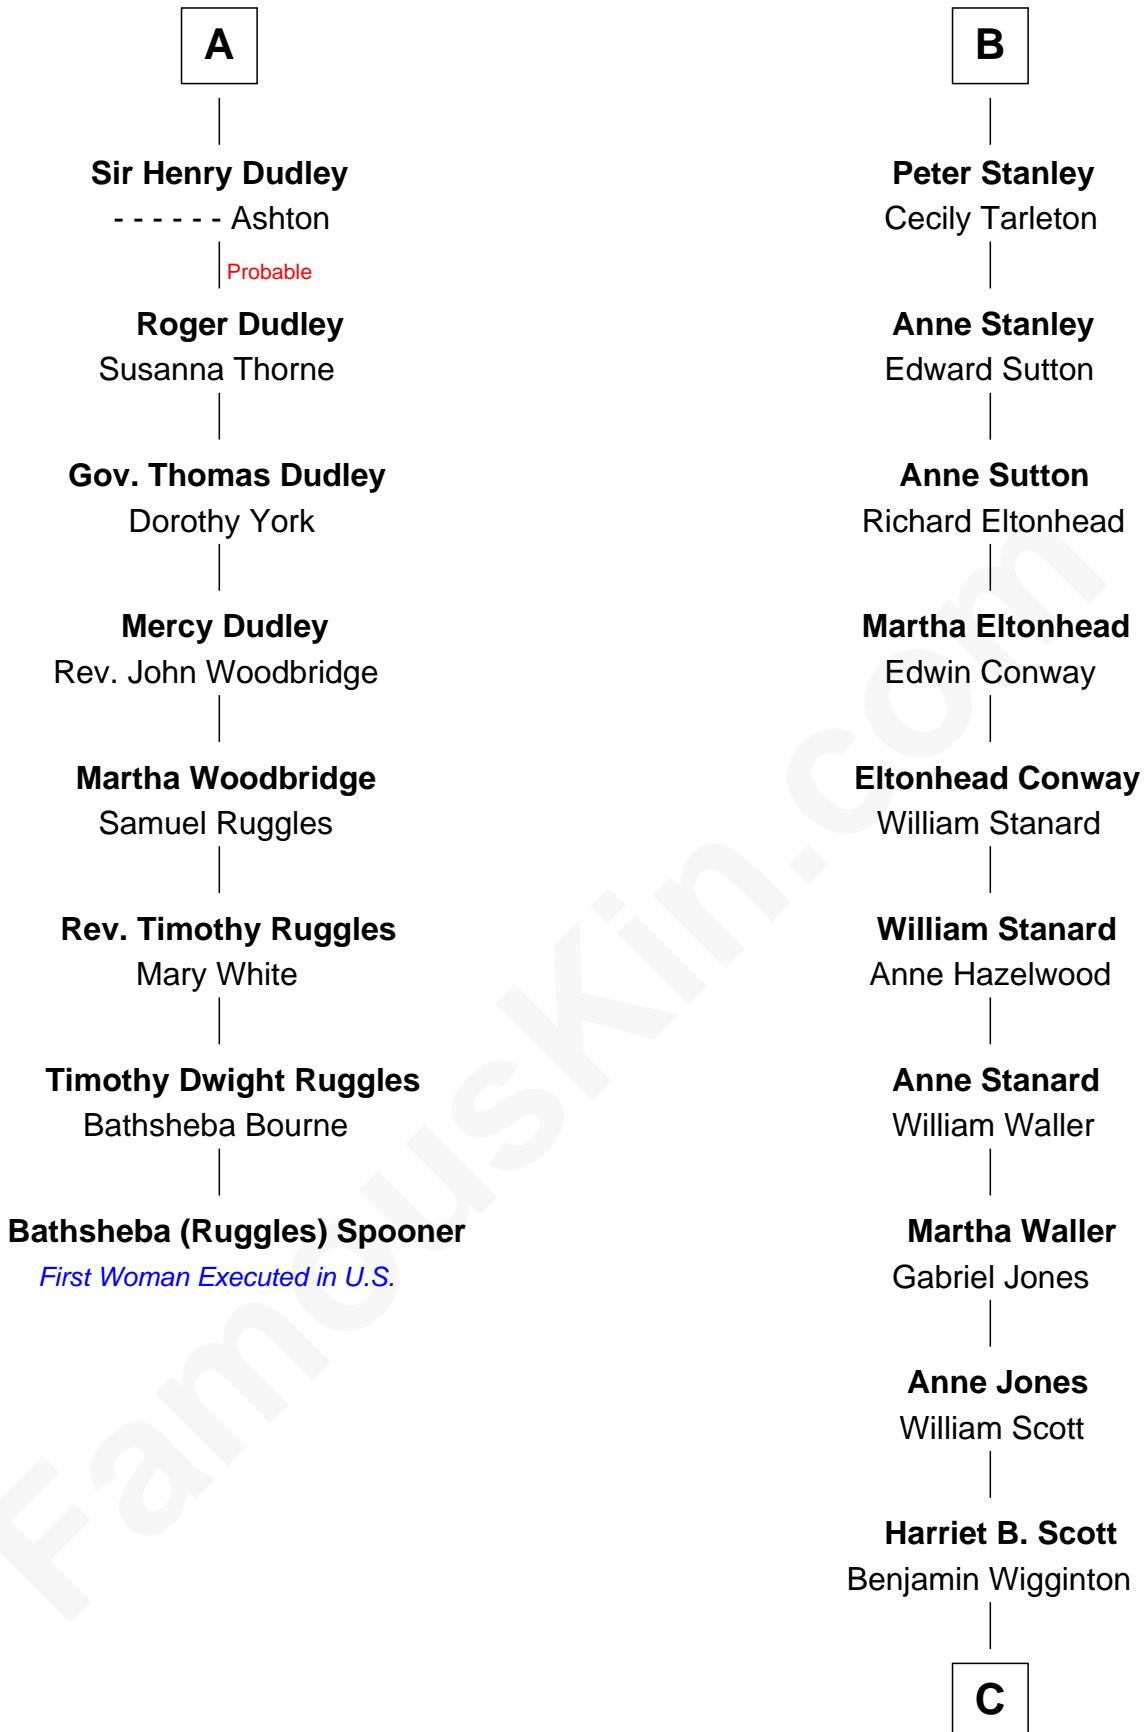 A
Sir Henry Dudley
- - - - - - Ashton
Probable
Roger Dudley
Susanna Thorne
Gov. Thomas Dudley
Dorothy York
Mercy Dudley
Rev. John Woodbridge
Martha Woodbridge
Samuel Ruggles
Rev. Timothy Ruggles
Mary White
Timothy Dwight Ruggles
Bathsheba Bourne
Bathsheba (Ruggles) Spooner
First Woman Executed in U.S.
B
Peter Stanley
Cecily Tarleton
Anne Stanley
Edward Sutton
Anne Sutton
Richard Eltonhead
Martha Eltonhead
Edwin Conway
Eltonhead Conway
William Stanard
William Stanard
Anne Hazelwood
Anne Stanard
William Waller
Martha Waller
Gabriel Jones
Anne Jones
William Scott
Harriet B. Scott
Benjamin Wigginton
C
FamousKin.com